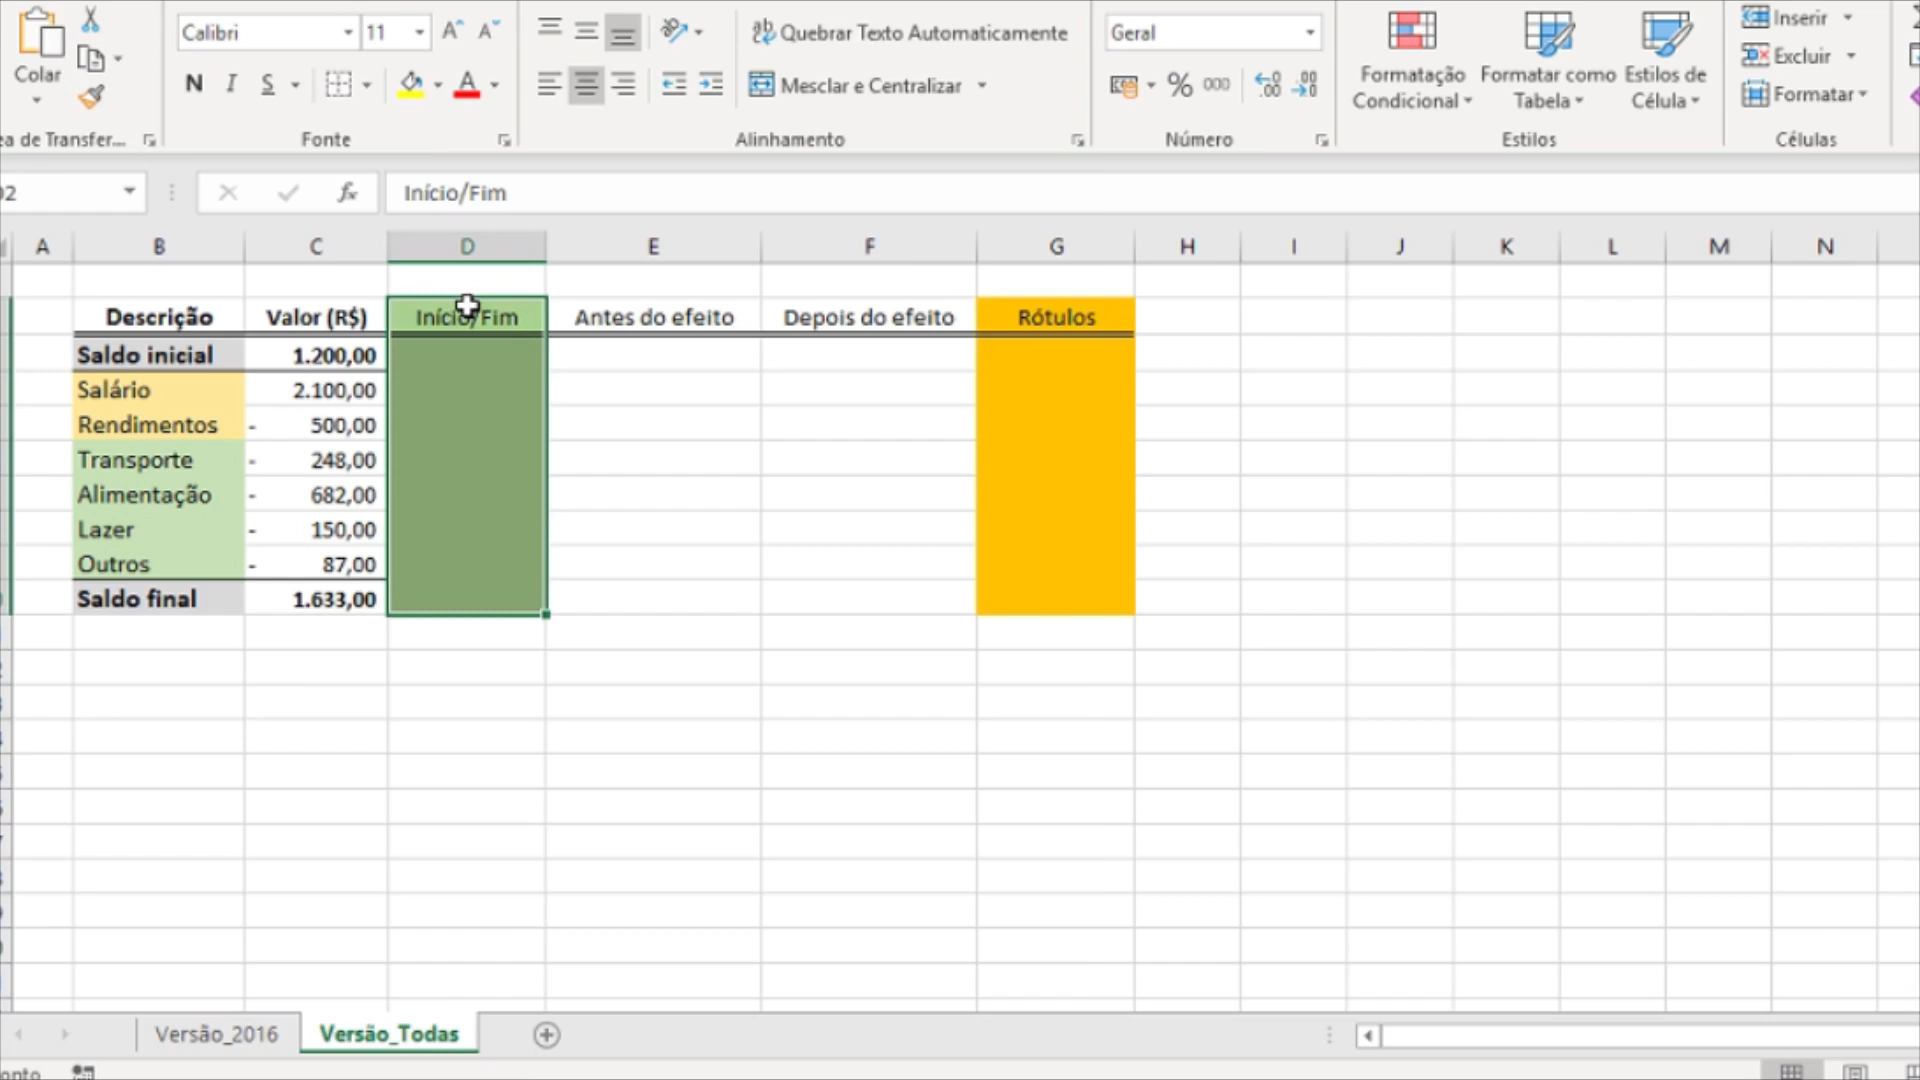 Colar
Calibri
11
N I S
Quebrar Texto Automaticamente
Mesclar e Centralizar
Geral
% 000
Formatação Condicional
Formatar como Tabela
Estilos de Célula
Inserir
Excluir
Formatar
a de Transfer...
Fonte
Alinhamento
Número
Estilos
Células
fx
Início/Fim
A B C D E F G H I J K L M N
Descrição Valor (R$) Início/Fim Antes do efeito Depois do efeito Rótulos
Saldo inicial 1.200,00
Salário 2.100,00
Rendimentos - 500,00
Transporte - 248,00
Alimentação - 682,00
Lazer - 150,00
Outros - 87,00
Saldo final 1.633,00
Versão_2016 Versão_Todas